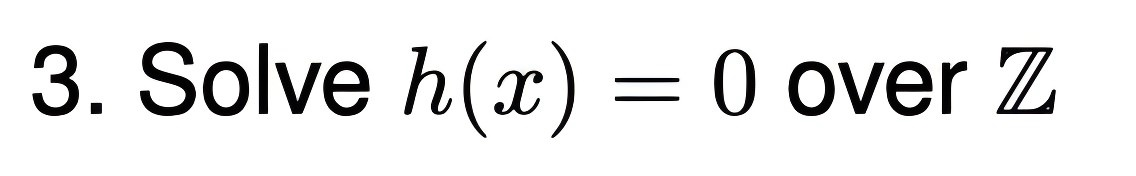 3. Solve h(x) = 0 over ℤ